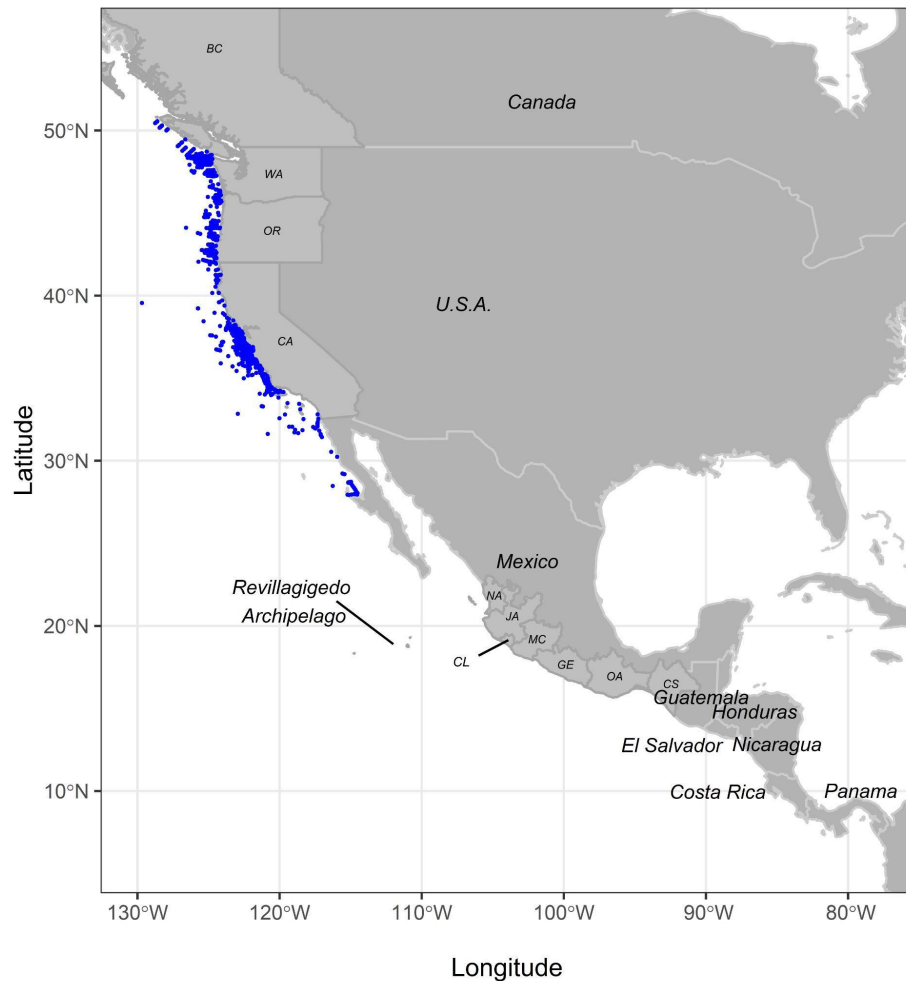 BC
Canada
50°N
WA
OR
40°N
U.S.A.
CA
30°N
Latitude
Mexico
Revillagigedo
Archipelago
NA
JA
20°N
MC
CL
GE
OA
CS
Guatemala
Honduras
El Salvador
Nicaragua
10°N
Costa Rica
Panama
130°W
120°W
110°W
100°W
90°W
80°W
Longitude